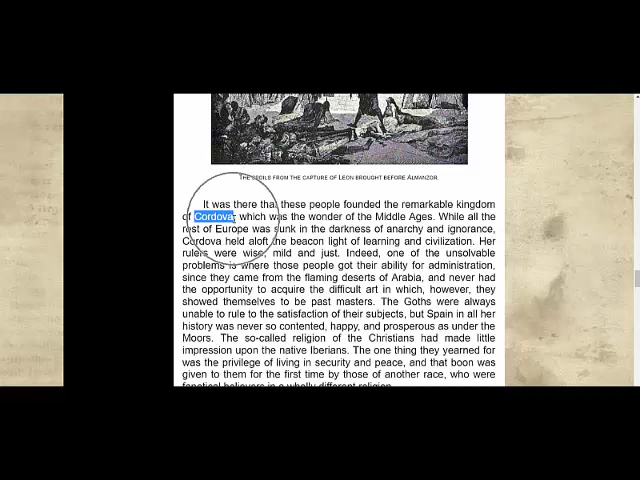 THE SPOILS FROM THE CAPTURE OF LEON BROUGHT BEFORE ALMANZOR.
It was there that these people founded the remarkable kingdom
of Cordova, which was the wonder of the Middle Ages. While all the
rest of Europe was sunk in the darkness of anarchy and ignorance,
Cordova held aloft the beacon light of learning and civilization. Her
rulers were wise, mild and just. Indeed, one of the unsolvable
problems is where those people got their ability for administration,
since they came from the flaming deserts of Arabia, and never had
the opportunity to acquire the difficult art in which, however, they
showed themselves to be past masters. The Goths were always
unable to rule to the satisfaction of their subjects, but Spain in all her
history was never so contented, happy, and prosperous as under the
Moors. The so-called religion of the Christians had made little
impression upon the native Iberians. The one thing they yearned for
was the privilege of living in security and peace, and that boon was
given to them for the first time by those of another race, who were
fanatical believers in a wholly different religion.